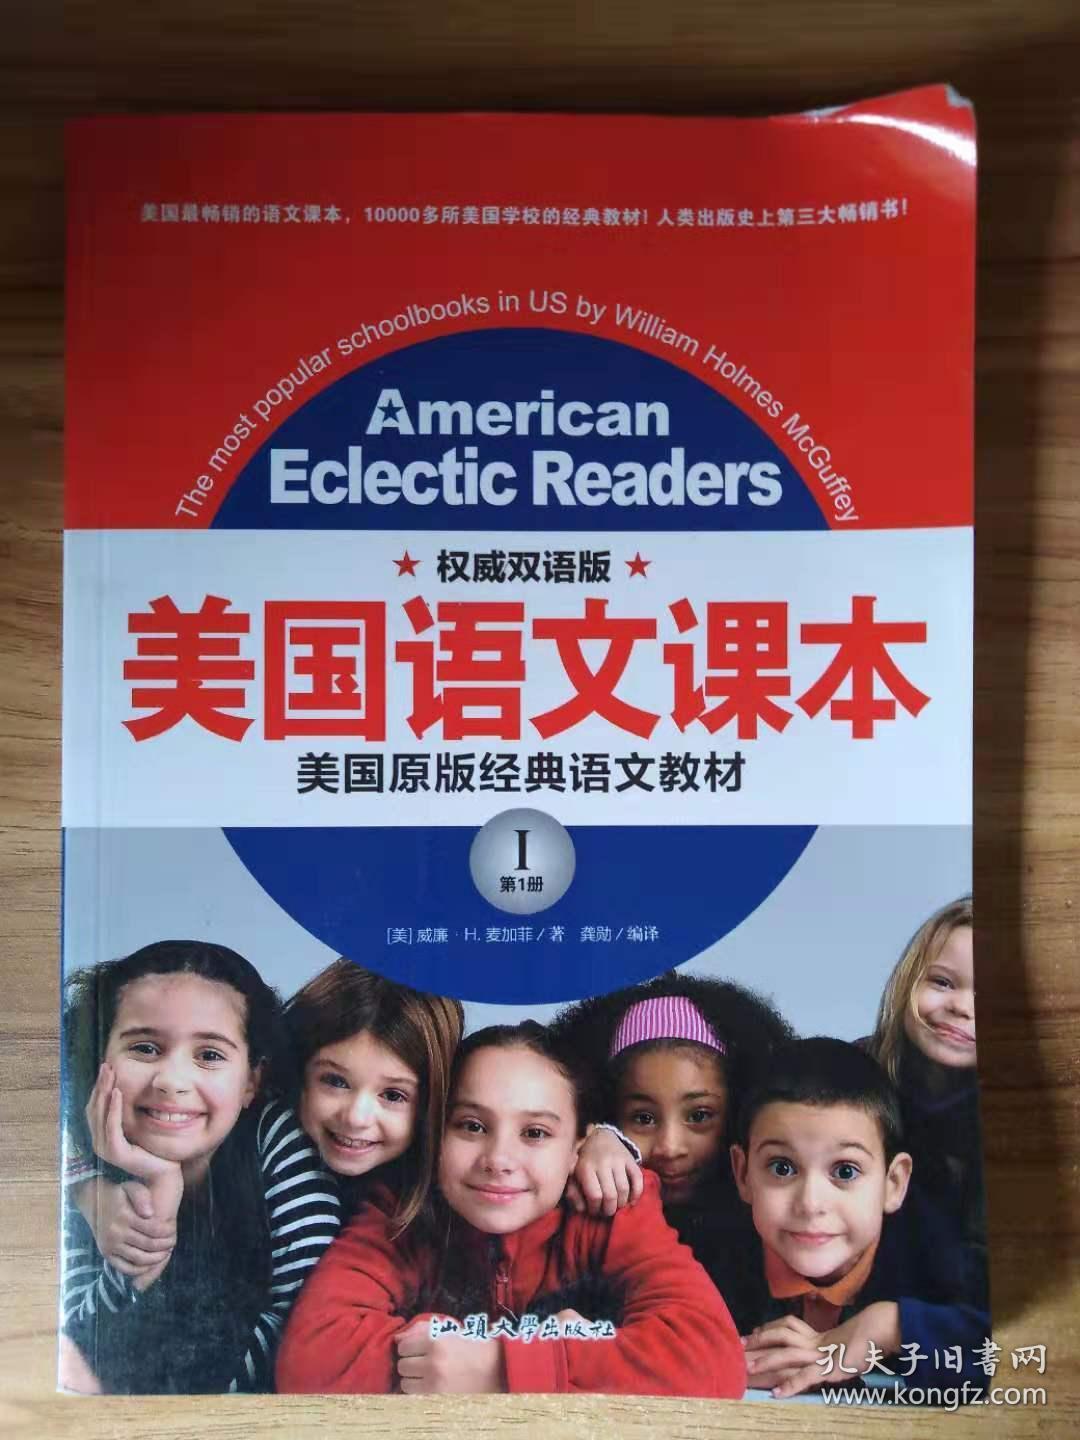 美国最畅销的语文课本，10000多所美国学校的经典教材！人类出版史上第三大畅销书！
The most popular schoolbooks in US by William Holmes McGuffey
American
Eclectic Readers
★ 权威双语版 ★
美国语文课本
美国原版经典语文教材
I
第1册
[美] 威廉·H. 麦加菲／著 龚勋／编译
汕頭大學出版社
孔夫子旧書网
www.kongfz.com